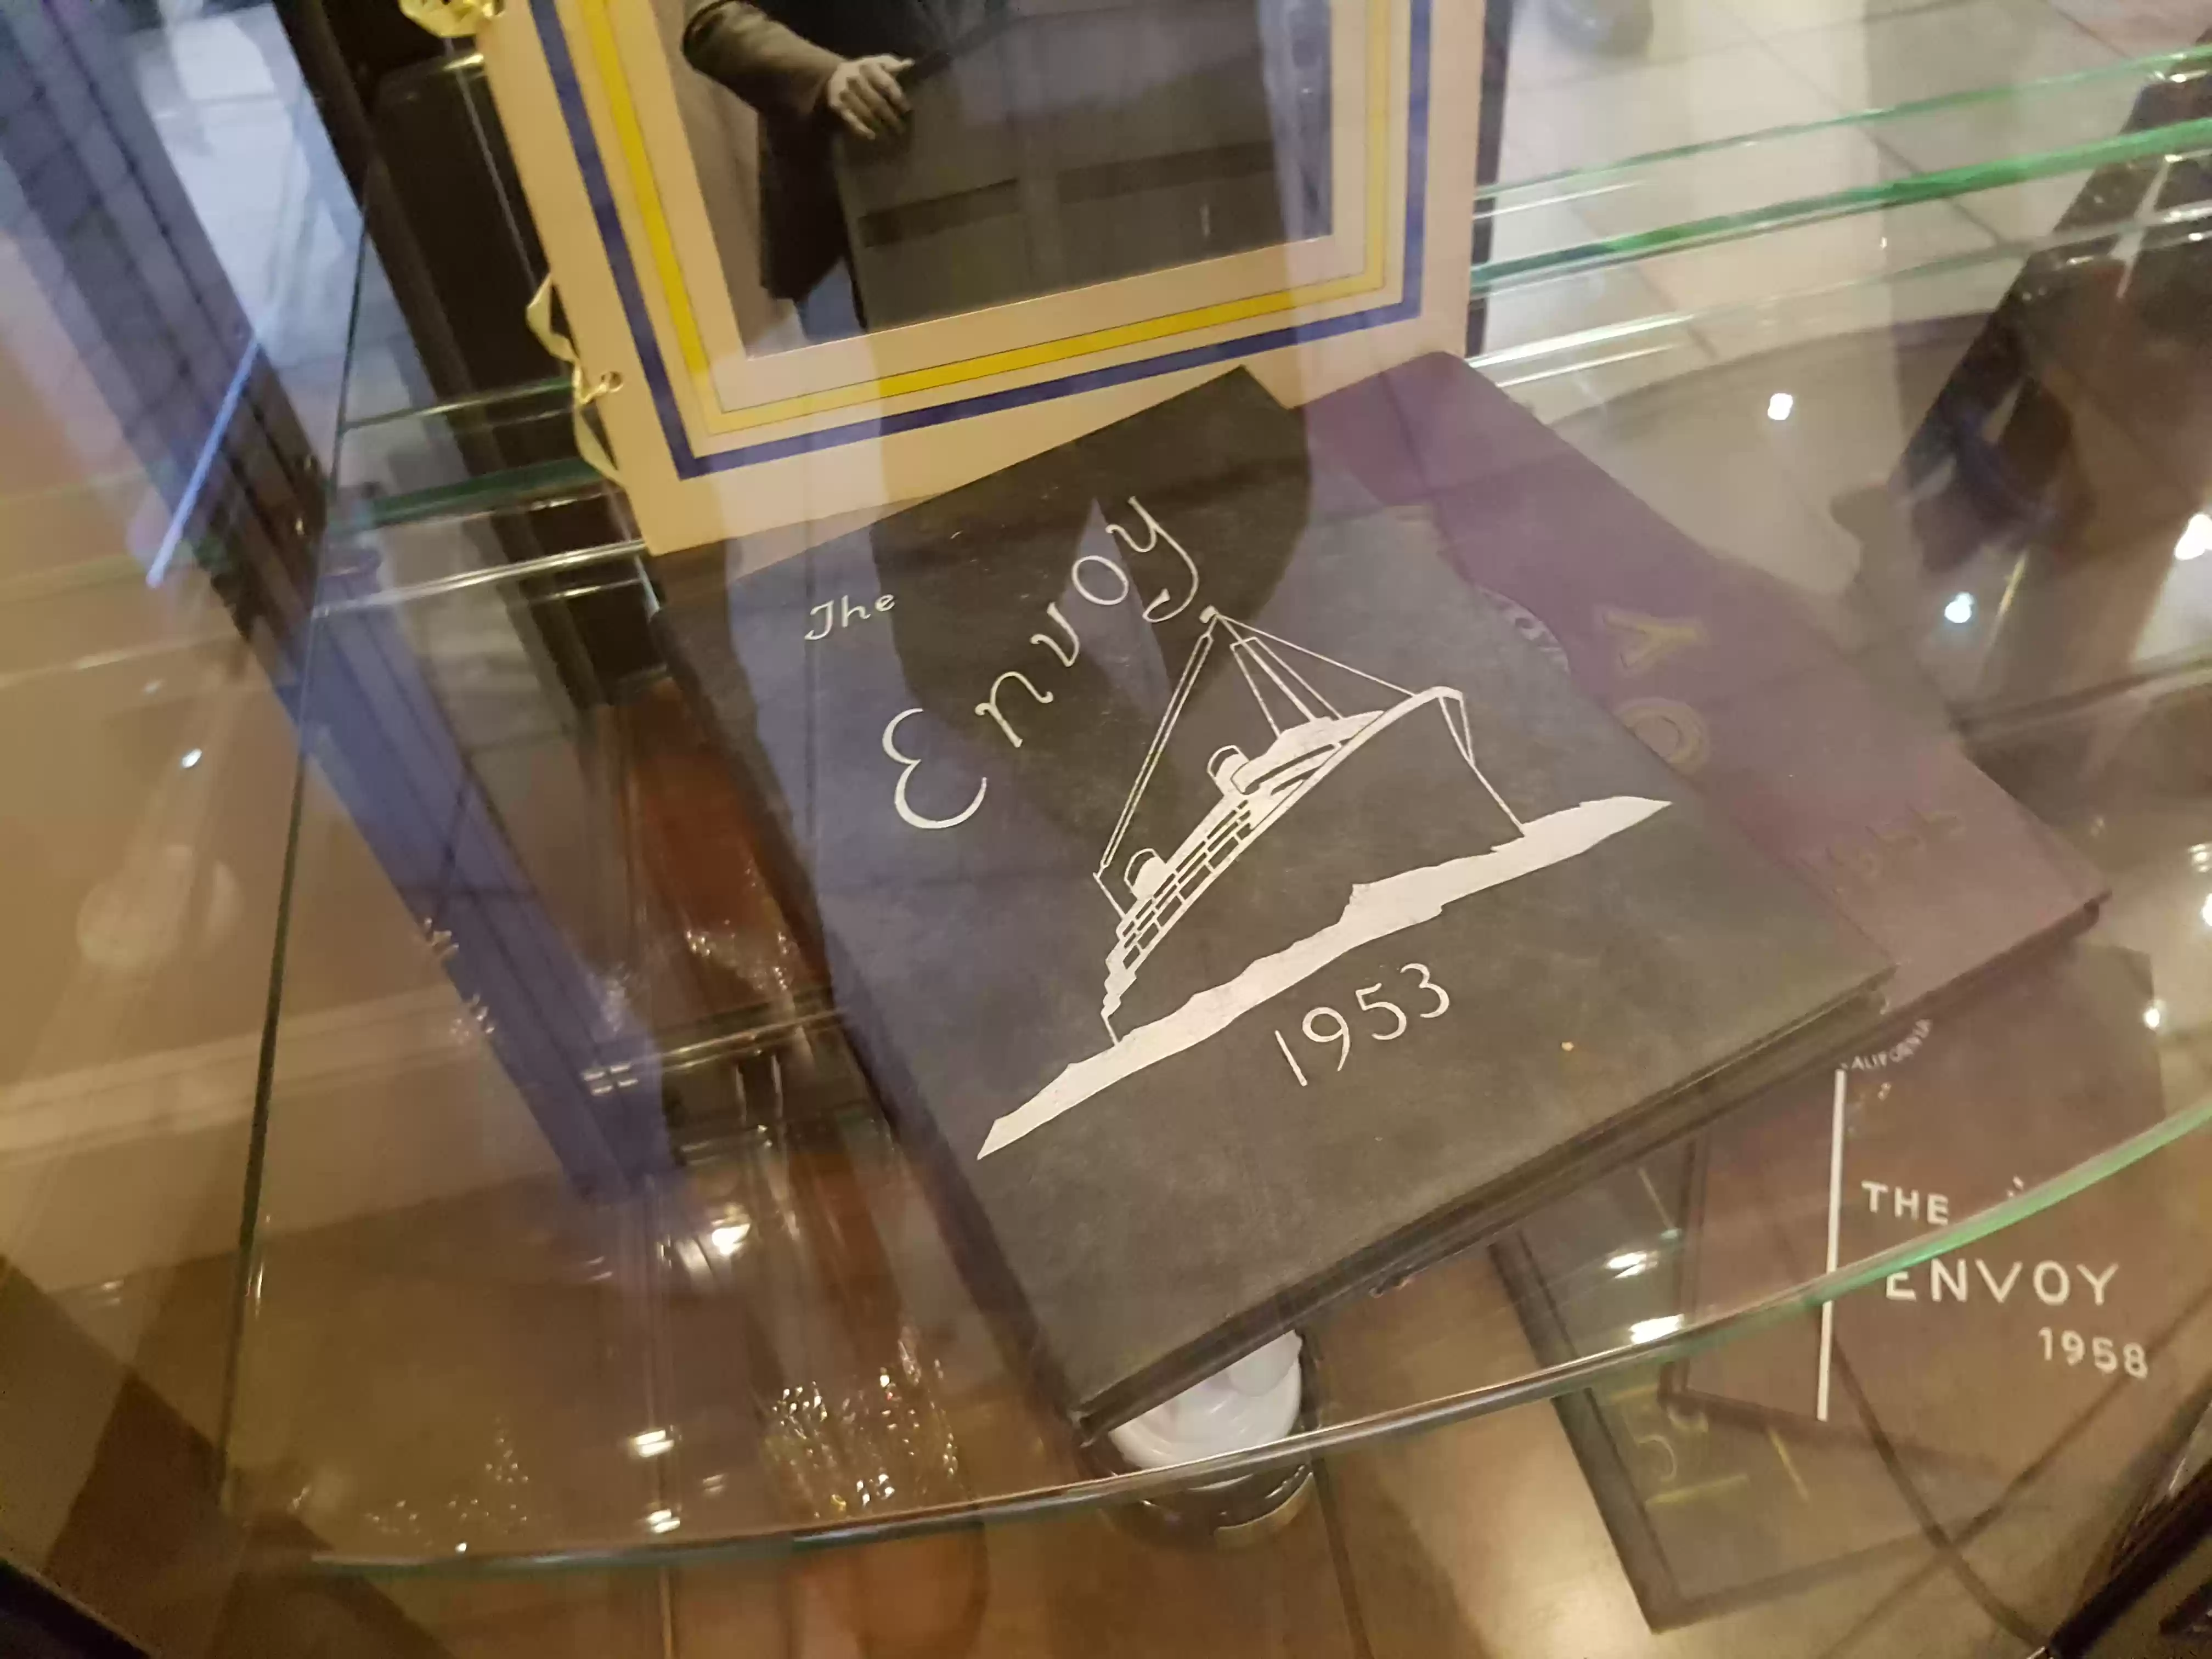 The
Envoy
1953
CALIFORNIA
THE
ENVOY
1958